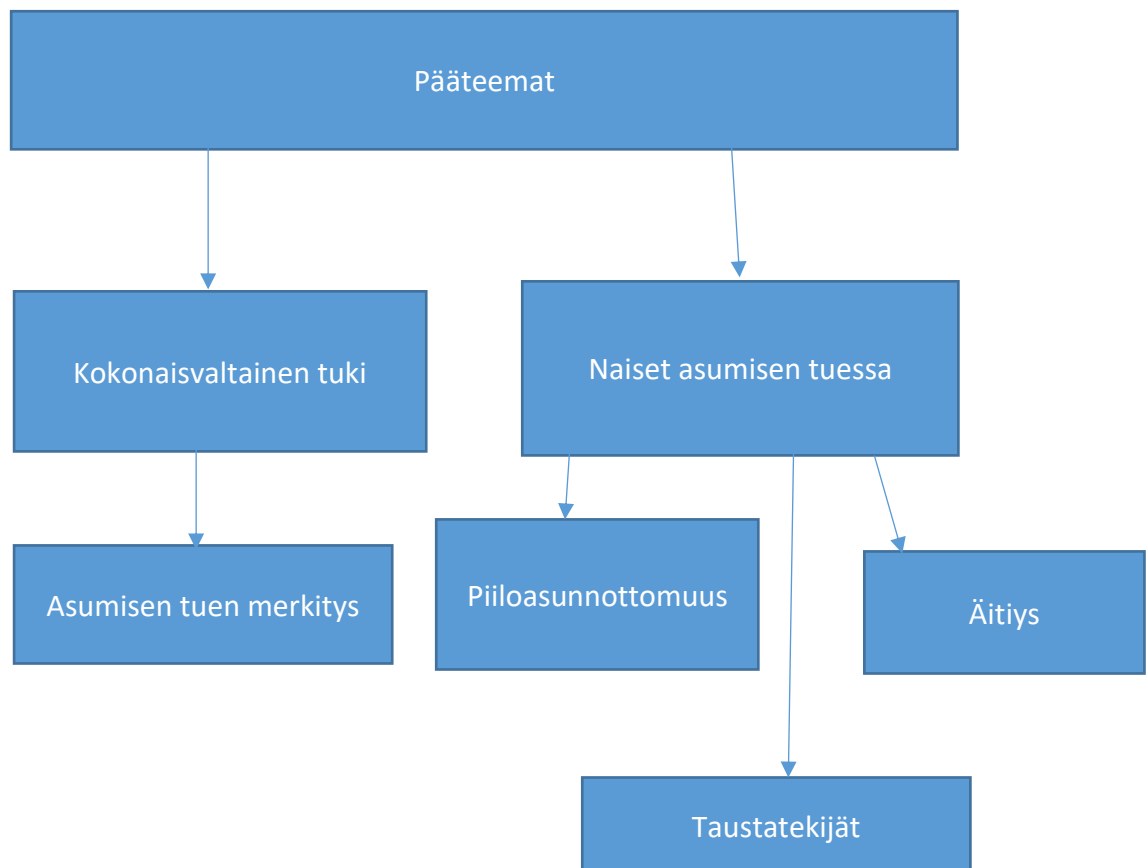 Pääteemat
Kokonaisvaltainen tuki
Naiset asumisen tuessa
Asumisen tuen merkitys
Piiloasunnottomuus
Äitiys
Taustatekijät